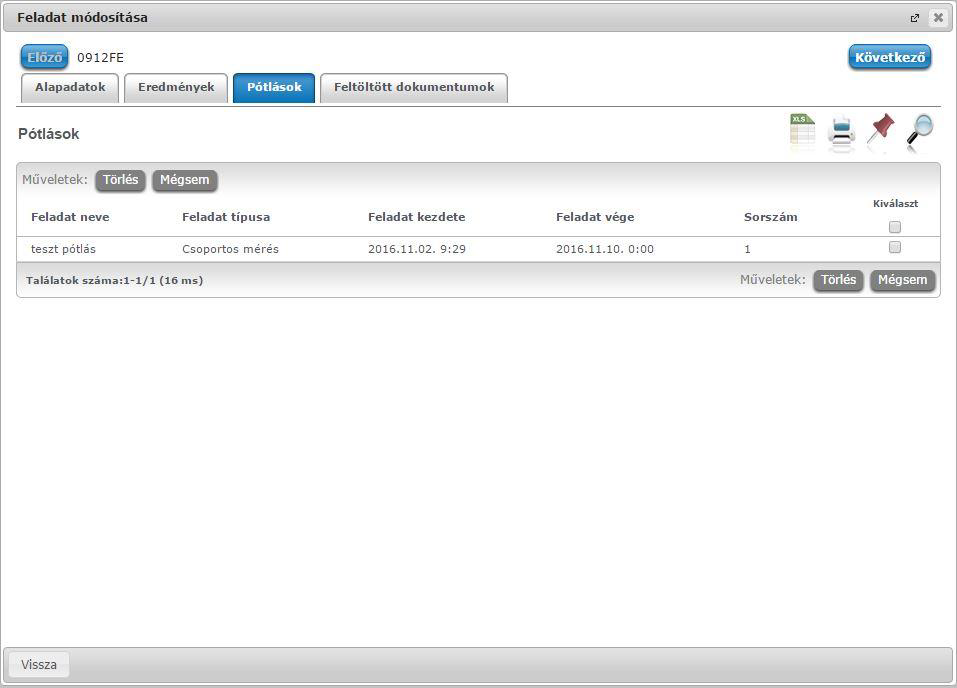 Feladat módosítása
Előző 0912FE Következő
Alapadatok Eredmények Pótlások Feltöltött dokumentumok
Pótlások
XLS
Műveletek: Törlés Mégsem
Feladat neve Feladat típusa Feladat kezdete Feladat vége Sorszám Kiválaszt
teszt pótlás Csoportos mérés 2016.11.02. 9:29 2016.11.10. 0:00 1
Találatok száma:1-1/1 (16 ms) Műveletek: Törlés Mégsem
Vissza